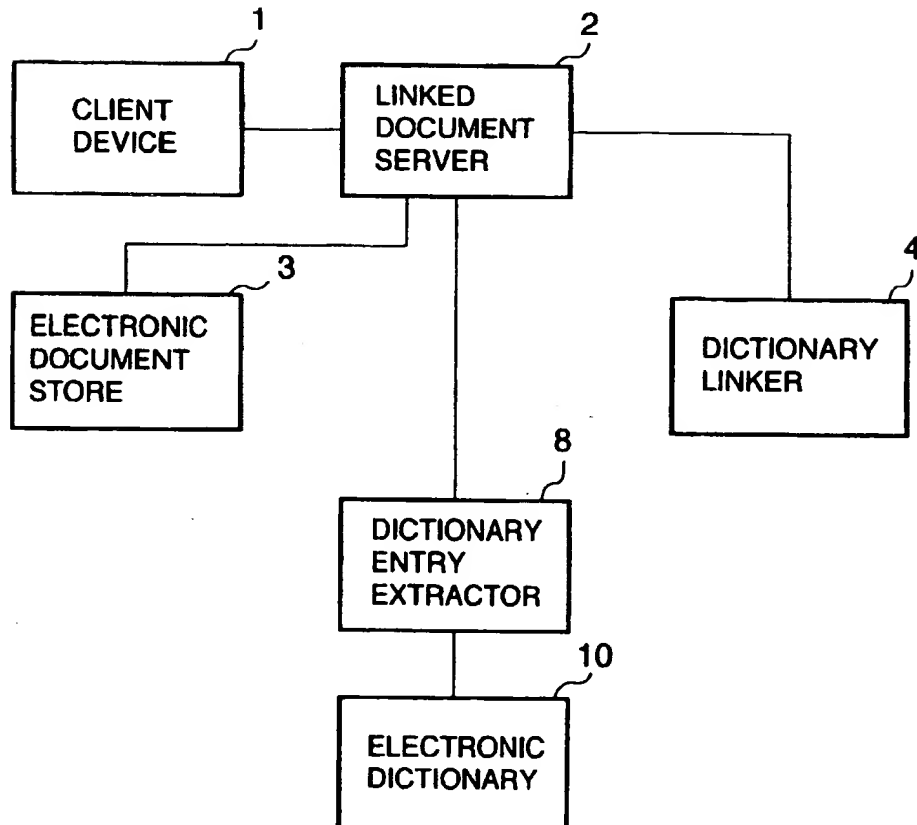 1
CLIENT
DEVICE
2
LINKED
DOCUMENT
SERVER
3
ELECTRONIC
DOCUMENT
STORE
4
DICTIONARY
LINKER
8
DICTIONARY
ENTRY
EXTRACTOR
10
ELECTRONIC
DICTIONARY